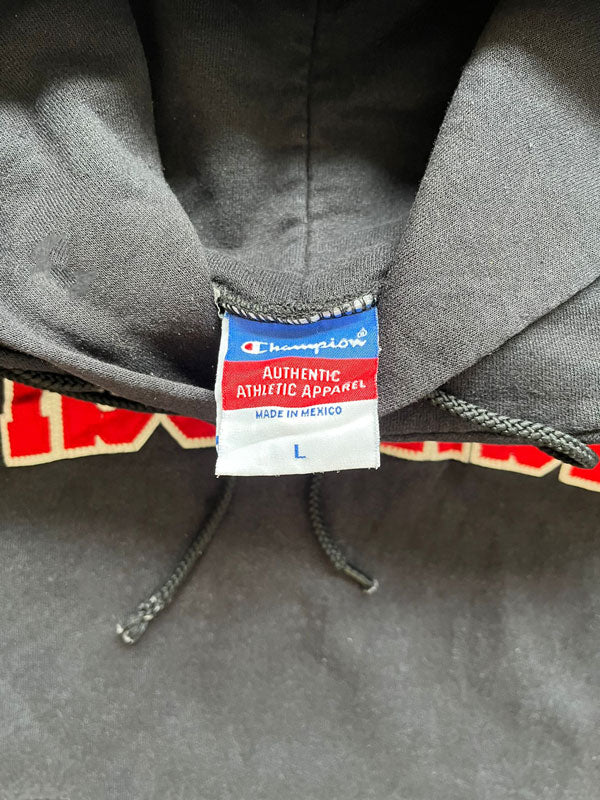 Champion®
AUTHENTIC
ATHLETIC APPAREL
MADE IN MEXICO
L